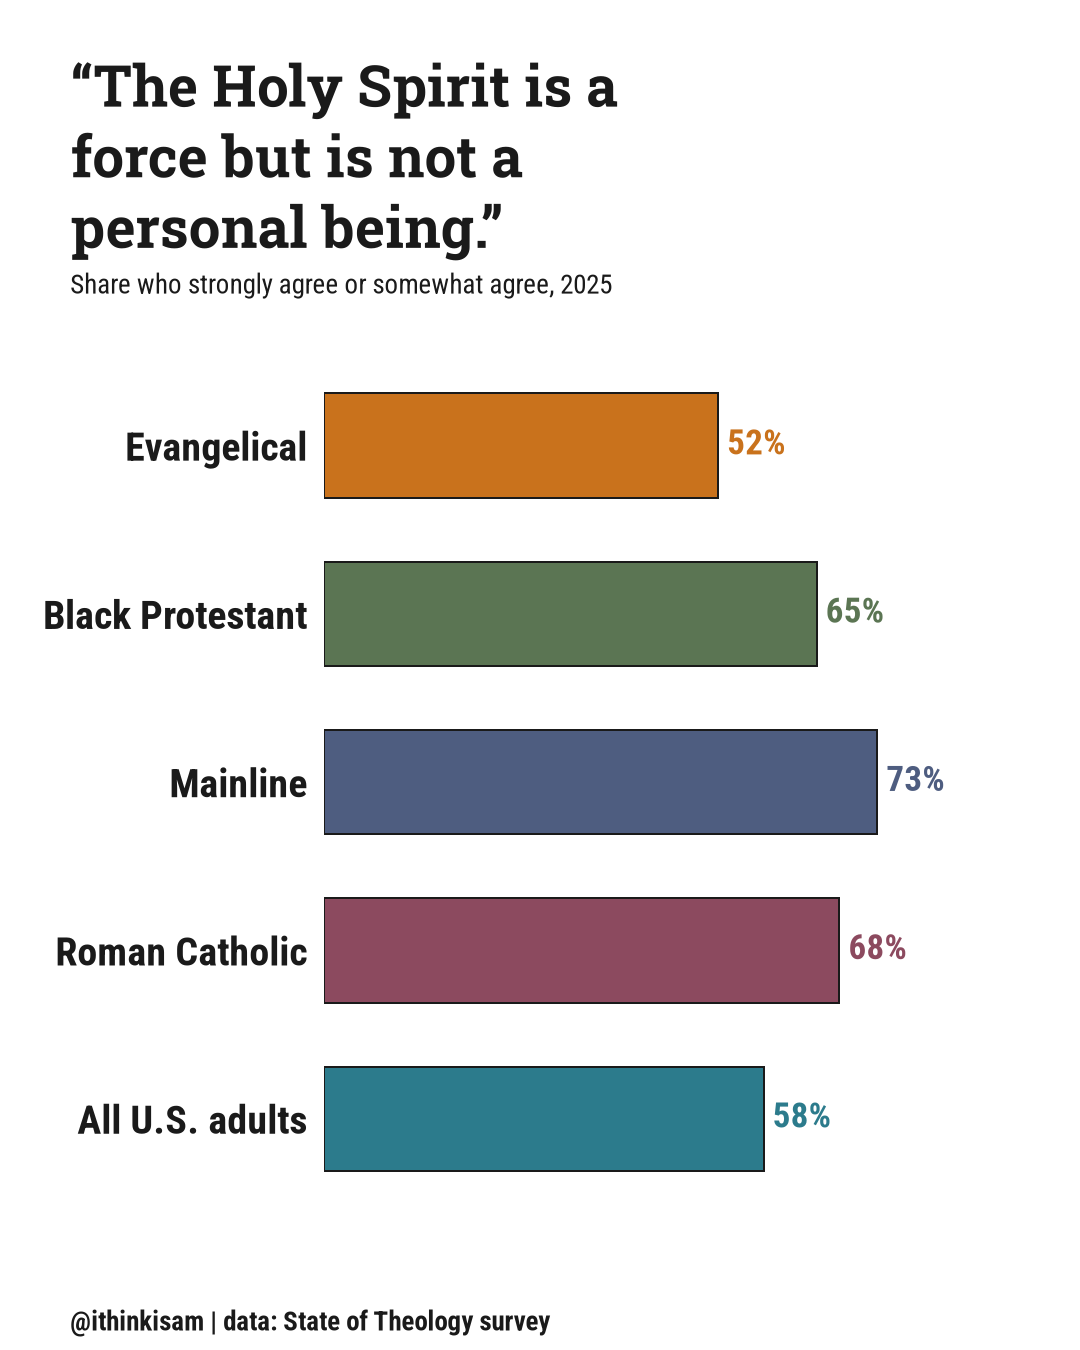 “The Holy Spirit is a
force but is not a
personal being.”
Share who strongly agree or somewhat agree, 2025
Evangelical
52%
Black Protestant
65%
Mainline
73%
Roman Catholic
68%
All U.S. adults
58%
@ithinkisam | data: State of Theology survey